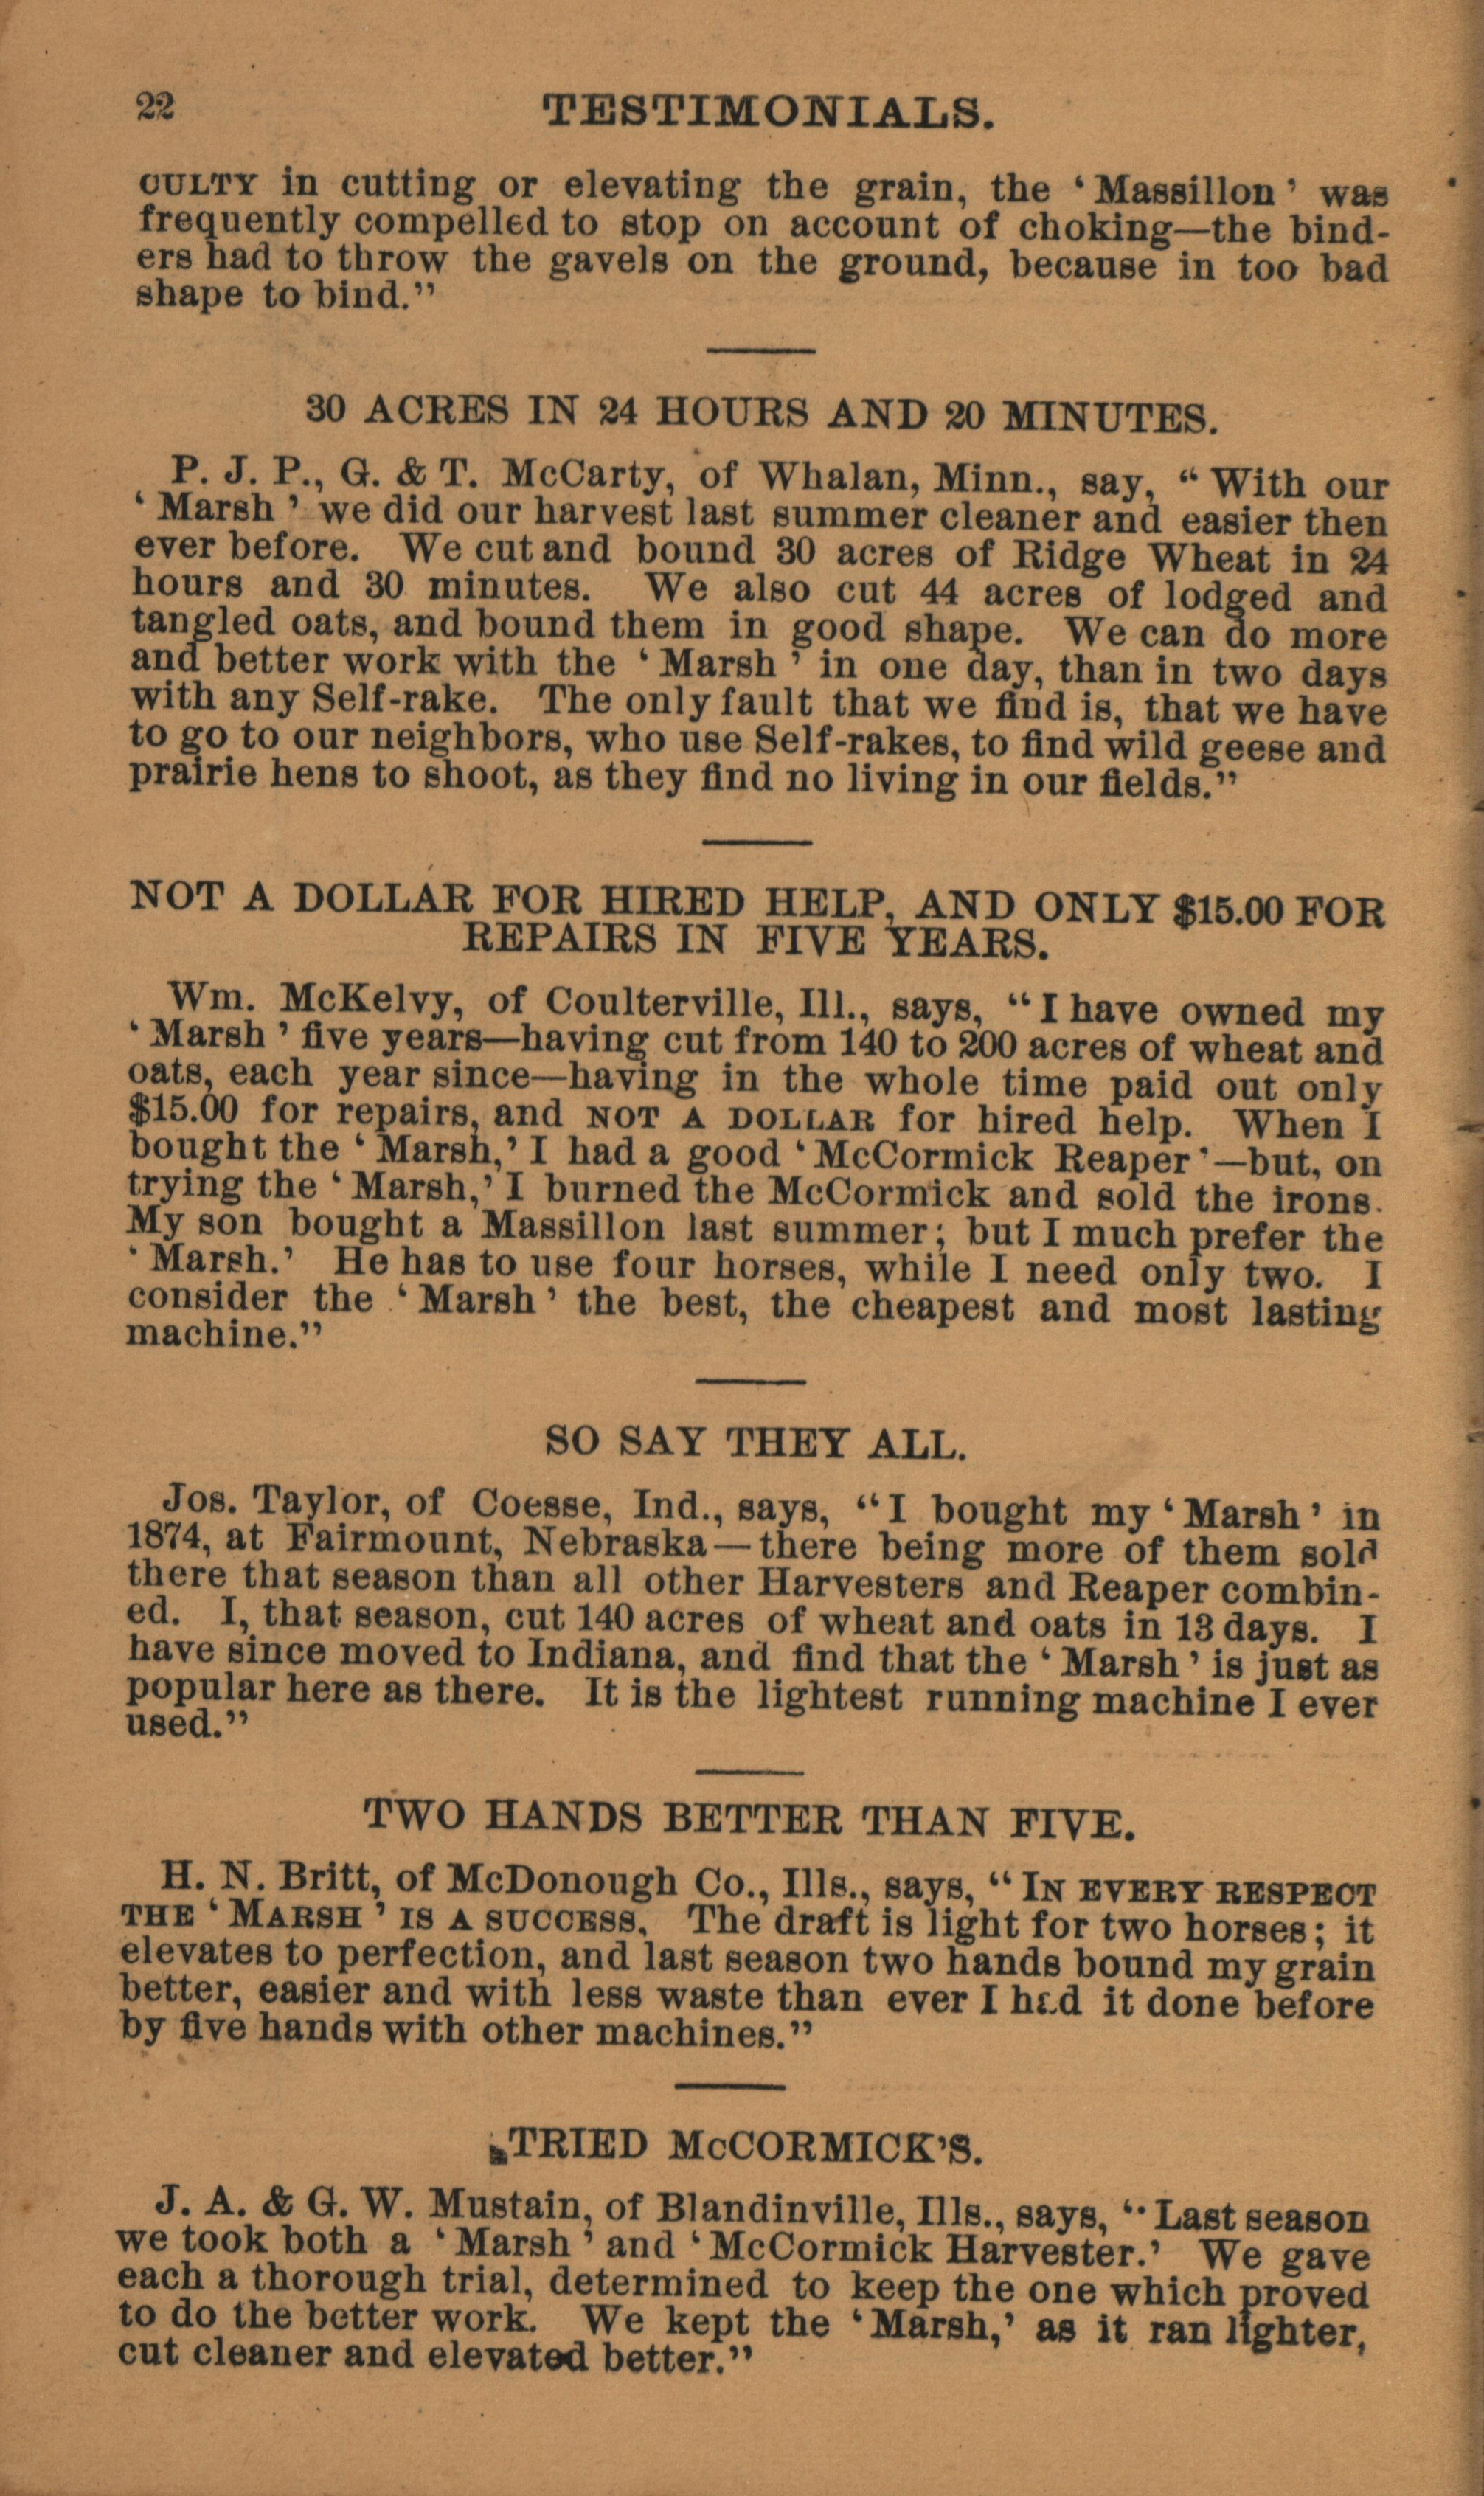 22 TESTIMONIALS.
CULTY in cutting or elevating the grain, the ‘Massillon’ was
frequently compelled to stop on account of choking—the bind-
ers had to throw the gavels on the ground, because in too bad
shape to bind.”
30 ACRES IN 24 HOURS AND 20 MINUTES.
P. J. P., G. & T. McCarty, of Whalan, Minn., say, “With our
‘Marsh’ we did our harvest last summer cleaner and easier then
ever before. We cut and bound 30 acres of Ridge Wheat in 24
hours and 30 minutes. We also cut 44 acres of lodged and
tangled oats, and bound them in good shape. We can do more
and better work with the ‘Marsh’ in one day, than in two days
with any Self-rake. The only fault that we find is, that we have
to go to our neighbors, who use Self-rakes, to find wild geese and
prairie hens to shoot, as they find no living in our fields.”
NOT A DOLLAR FOR HIRED HELP, AND ONLY $15.00 FOR
REPAIRS IN FIVE YEARS.
Wm. McKelvy, of Coulterville, Ill., says, “I have owned my
‘Marsh’ five years—having cut from 140 to 200 acres of wheat and
oats, each year since—having in the whole time paid out only
$15.00 for repairs, and NOT A DOLLAR for hired help. When I
bought the ‘Marsh,’ I had a good ‘McCormick Reaper’—but, on
trying the ‘Marsh,’ I burned the McCormick and sold the irons.
My son bought a Massillon last summer; but I much prefer the
‘Marsh.’ He has to use four horses, while I need only two. I
consider the ‘Marsh’ the best, the cheapest and most lasting
machine.”
SO SAY THEY ALL.
Jos. Taylor, of Coesse, Ind., says, “I bought my ‘Marsh’ in
1874, at Fairmount, Nebraska—there being more of them sold
there that season than all other Harvesters and Reaper combin-
ed. I, that season, cut 140 acres of wheat and oats in 13 days. I
have since moved to Indiana, and find that the ‘Marsh’ is just as
popular here as there. It is the lightest running machine I ever
used.”
TWO HANDS BETTER THAN FIVE.
H. N. Britt, of McDonough Co., Ills., says, “IN EVERY RESPECT
THE ‘MARSH’ IS A SUCCESS. The draft is light for two horses; it
elevates to perfection, and last season two hands bound my grain
better, easier and with less waste than ever I had it done before
by five hands with other machines.”
TRIED McCORMICK’S.
J. A. & G. W. Mustain, of Blandinville, Ills., says, “Last season
we took both a ‘Marsh’ and ‘McCormick Harvester.’ We gave
each a thorough trial, determined to keep the one which proved
to do the better work. We kept the ‘Marsh,’ as it ran lighter,
cut cleaner and elevated better.”